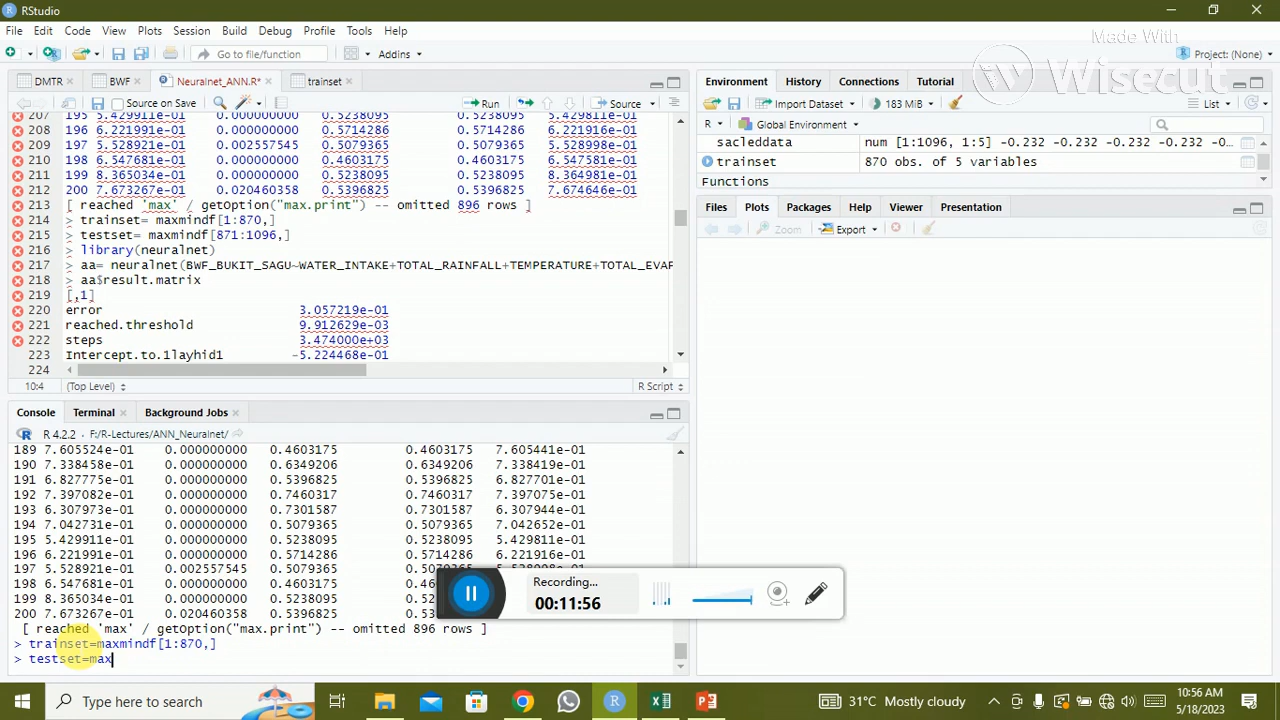 RStudio
File Edit Code View Plots Session Build Debug Profile Tools Help
Go to file/function Addins
Made With
Wisecut
Project: (None)
DMTR BWF Neuralnet_ANN.R* trainset
Source on Save Run Source
207 195 5.429911e-01 0.000000000 0.5238095 0.5238095 5.429811e-01
208 196 6.221991e-01 0.000000000 0.5714286 0.5714286 6.221916e-01
209 197 5.528921e-01 0.002557545 0.5079365 0.5079365 5.528998e-01
210 198 6.547681e-01 0.000000000 0.4603175 0.4603175 6.547581e-01
211 199 8.365034e-01 0.000000000 0.5238095 0.5238095 8.364981e-01
212 200 7.673267e-01 0.020460358 0.5396825 0.5396825 7.674646e-01
213 [ reached 'max' / getOption("max.print") -- omitted 896 rows ]
214 > trainset= maxmindf[1:870,]
215 > testset= maxmindf[871:1096,]
216 > library(neuralnet)
217 > aa= neuralnet(BWF_BUKIT_SAGU~WATER_INTAKE+TOTAL_RAINFALL+TEMPERATURE+TOTAL_EVAP
218 > aa$result.matrix
219 [,1]
220 error 3.057219e-01
221 reached.threshold 9.912629e-03
222 steps 3.474000e+03
223 Intercept.to.1layhid1 -5.224468e-01
224
10:4 (Top Level) R Script
Console Terminal Background Jobs
R 4.2.2 · F:/R-Lectures/ANN_Neuralnet/
189 7.605524e-01 0.000000000 0.4603175 0.4603175 7.605441e-01
190 7.338458e-01 0.000000000 0.6349206 0.6349206 7.338419e-01
191 6.827775e-01 0.000000000 0.5396825 0.5396825 6.827701e-01
192 7.397082e-01 0.000000000 0.7460317 0.7460317 7.397075e-01
193 6.307973e-01 0.000000000 0.7301587 0.7301587 6.307944e-01
194 7.042731e-01 0.000000000 0.5079365 0.5079365 7.042652e-01
195 5.429911e-01 0.000000000 0.5238095 0.5238095 5.429811e-01
196 6.221991e-01 0.000000000 0.5714286 0.5714286 6.221916e-01
197 5.528921e-01 0.002557545 0.5079365 0.5079365 5.528998e-01
198 6.547681e-01 0.000000000 0.4603175
199 8.365034e-01 0.000000000 0.5238095
200 7.673267e-01 0.020460358 0.5396825
[ reached 'max' / getOption("max.print") -- omitted 896 rows ]
> trainset=maxmindf[1:870,]
> testset=max
Environment History Connections Tutorial
Import Dataset 183 MiB List
R Global Environment
sacleddata num [1:1096, 1:5] -0.232 -0.232 -0.232 -0.232 -0...
trainset 870 obs. of 5 variables
Functions
Files Plots Packages Help Viewer Presentation
Zoom Export
Recording...
00:11:56
Type here to search
31°C Mostly cloudy
10:56 AM
5/18/2023